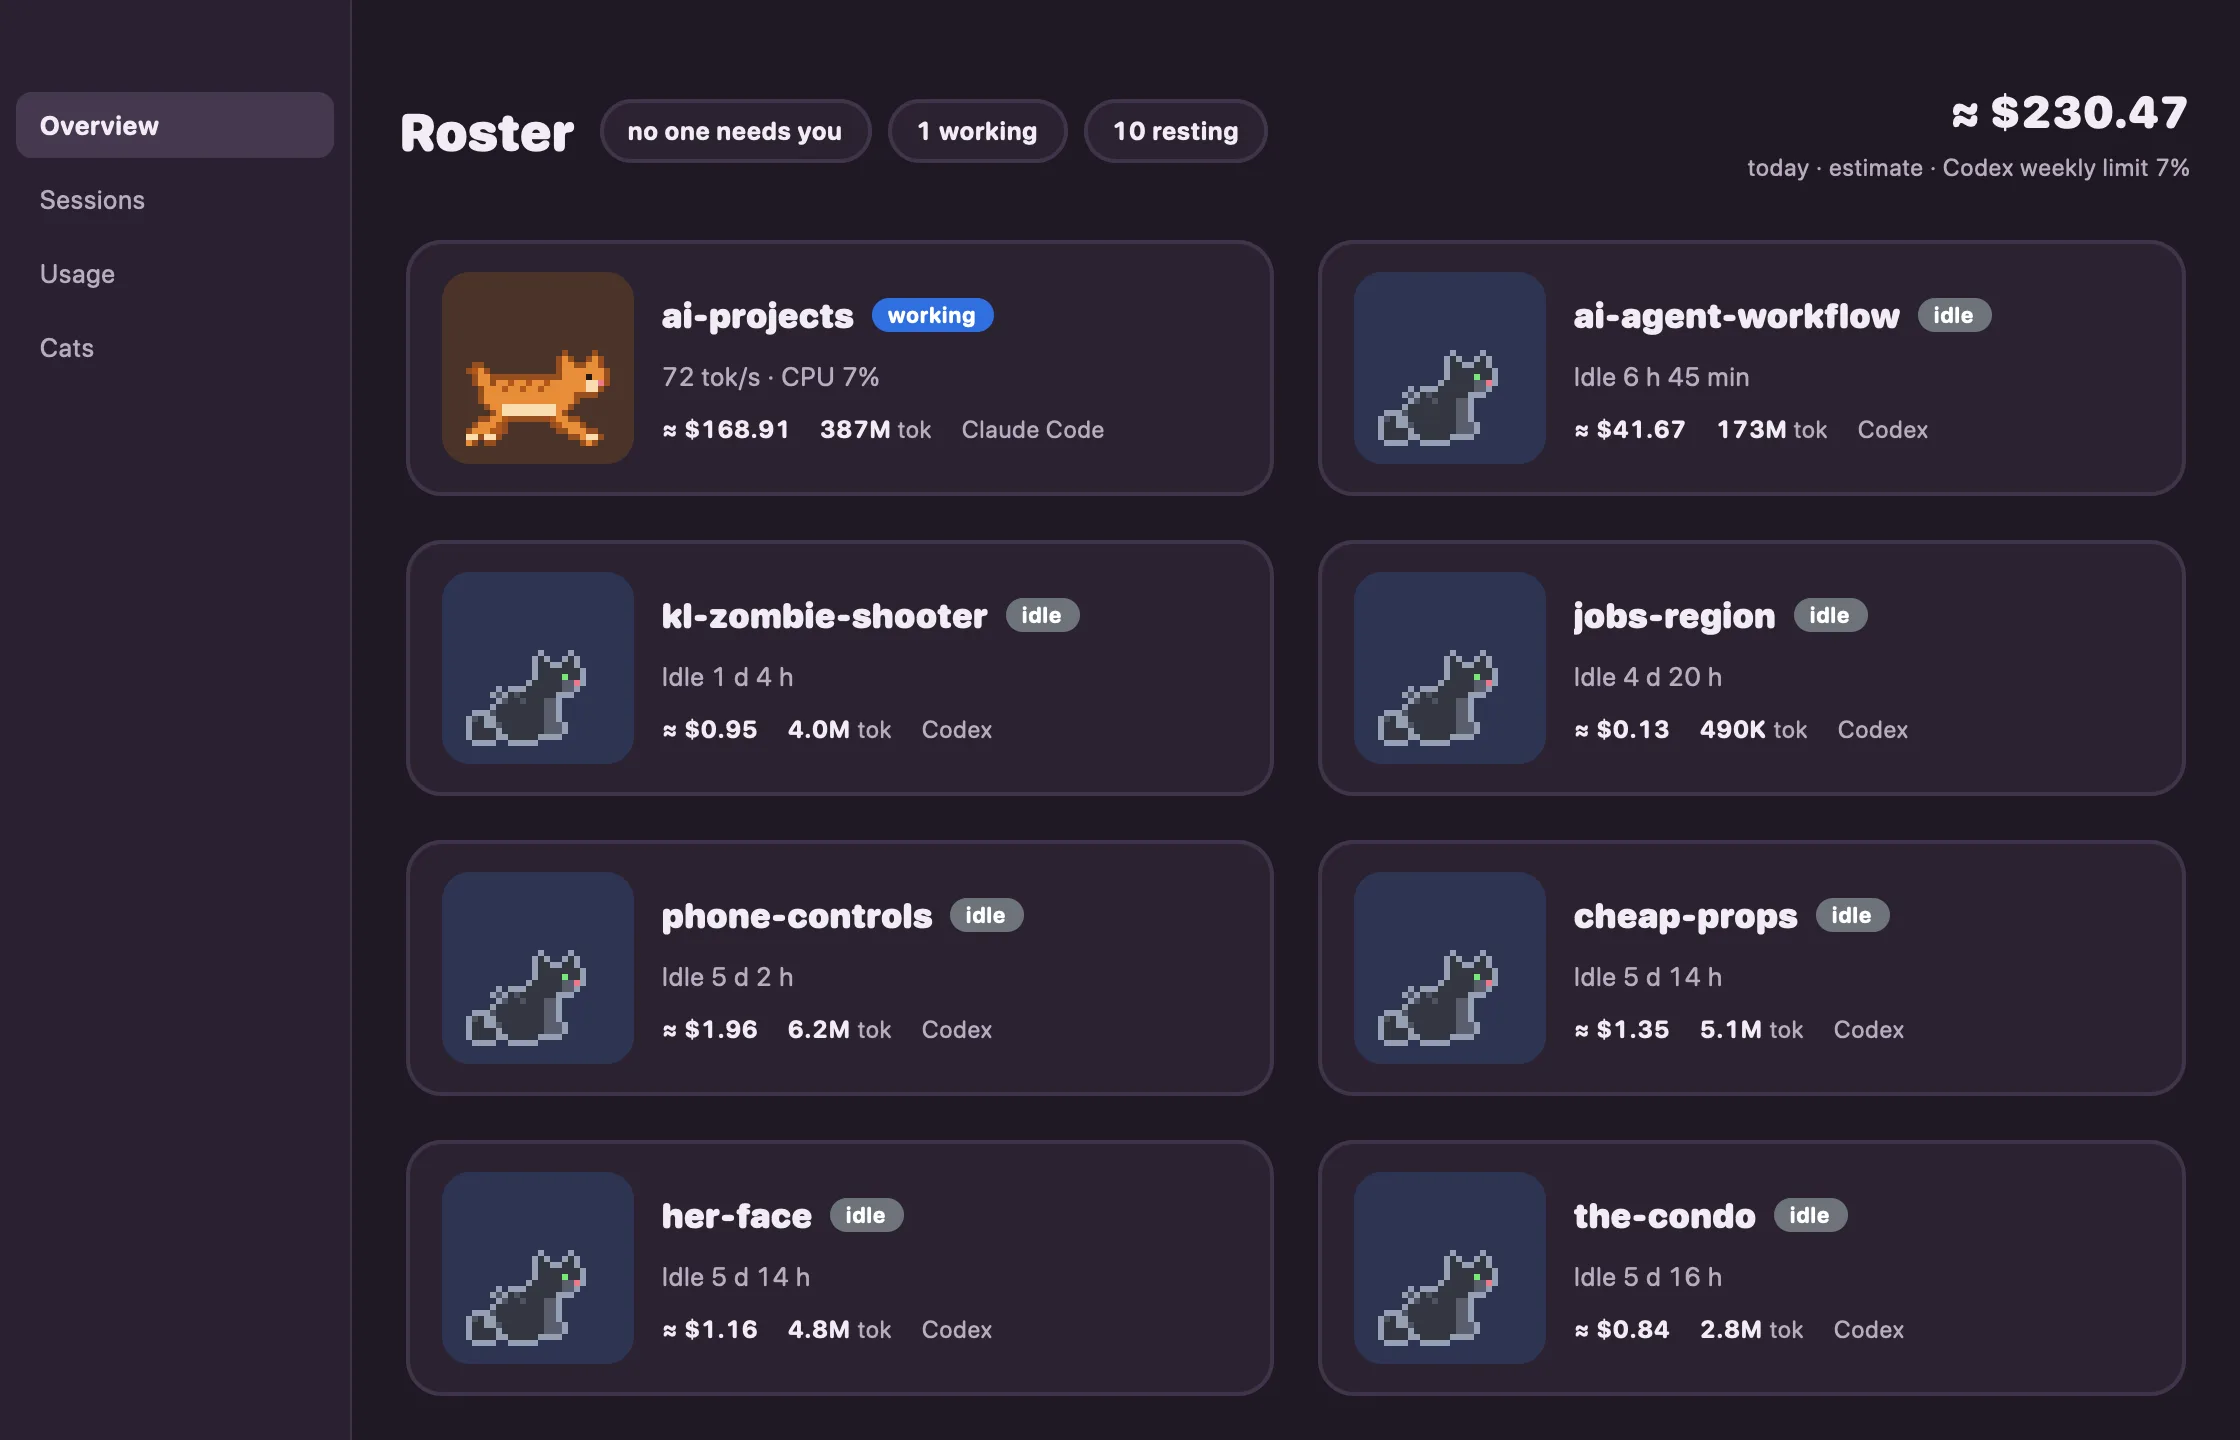 Overview
Sessions
Usage
Cats
Roster
no one needs you
1 working
10 resting
≈ $230.47
today · estimate · Codex weekly limit 7%
ai-projects working
72 tok/s · CPU 7%
≈ $168.91 387M tok Claude Code
ai-agent-workflow idle
Idle 6 h 45 min
≈ $41.67 173M tok Codex
kl-zombie-shooter idle
Idle 1 d 4 h
≈ $0.95 4.0M tok Codex
jobs-region idle
Idle 4 d 20 h
≈ $0.13 490K tok Codex
phone-controls idle
Idle 5 d 2 h
≈ $1.96 6.2M tok Codex
cheap-props idle
Idle 5 d 14 h
≈ $1.35 5.1M tok Codex
her-face idle
Idle 5 d 14 h
≈ $1.16 4.8M tok Codex
the-condo idle
Idle 5 d 16 h
≈ $0.84 2.8M tok Codex